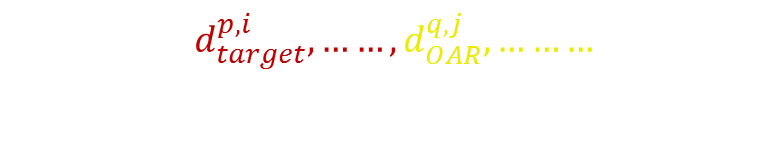 $d_{target}^{p,i}, … …, d_{OAR}^{q,j}, … … …$